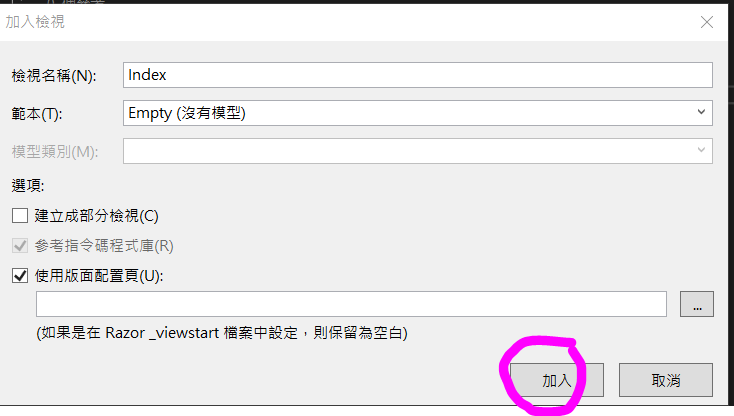 加入檢視
檢視名稱(N): Index
範本(T): Empty (沒有模型)
模型類別(M):
選項:
建立成部分檢視(C)
參考指令碼程式庫(R)
使用版面配置頁(U):
...
(如果是在 Razor _viewstart 檔案中設定，則保留為空白)
加入 取消